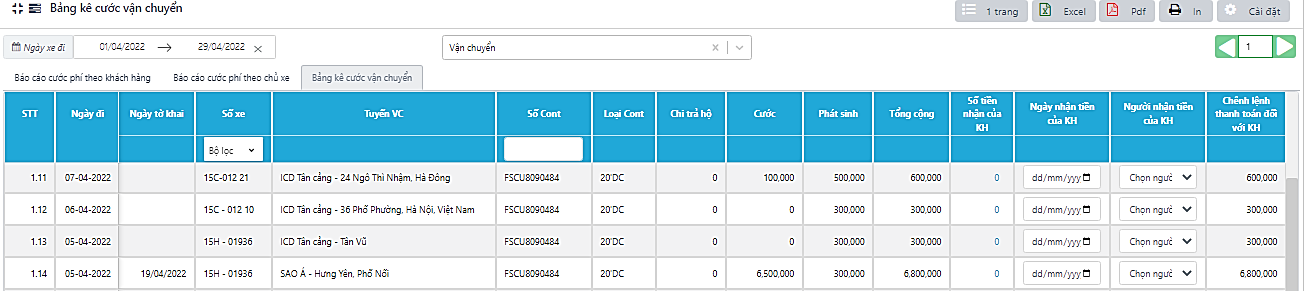 Bảng kê cước vận chuyển
1 trang Excel Pdf In Cài đặt
Ngày xe đi 01/04/2022 29/04/2022 Vận chuyển 1
Báo cáo cước phí theo khách hàng Báo cáo cước phí theo chủ xe Bảng kê cước vận chuyển
STT Ngày đi Ngày tờ khai Số xe Tuyến VC Số Cont Loại Cont Chi trả hộ Cước Phát sinh Tổng cộng Số tiền nhận của KH Ngày nhận tiền của KH Người nhận tiền của KH Chênh lệnh thanh toán đối với KH
Bộ lọc
1.11 07-04-2022 15C-012 21 ICD Tân cảng - 24 Ngô Thì Nhậm, Hà Đông FSCU8090484 20'DC 0 100,000 500,000 600,000 0 dd/mm/yyy Chọn ngườ 600,000
1.12 06-04-2022 15C - 012 10 ICD Tân cảng - 36 Phố Phường, Hà Nội, Việt Nam FSCU8090484 20'DC 0 0 300,000 300,000 0 dd/mm/yyy Chọn ngườ 300,000
1.13 05-04-2022 15H - 01936 ICD Tân cảng - Tân Vũ FSCU8090484 20'DC 0 0 300,000 300,000 0 dd/mm/yyy Chọn ngườ 300,000
1.14 05-04-2022 19/04/2022 15H - 01936 SAO Á - Hưng Yên, Phố Nối FSCU8090484 20'DC 0 6,500,000 300,000 6,800,000 0 dd/mm/yyy Chọn ngườ 6,800,000